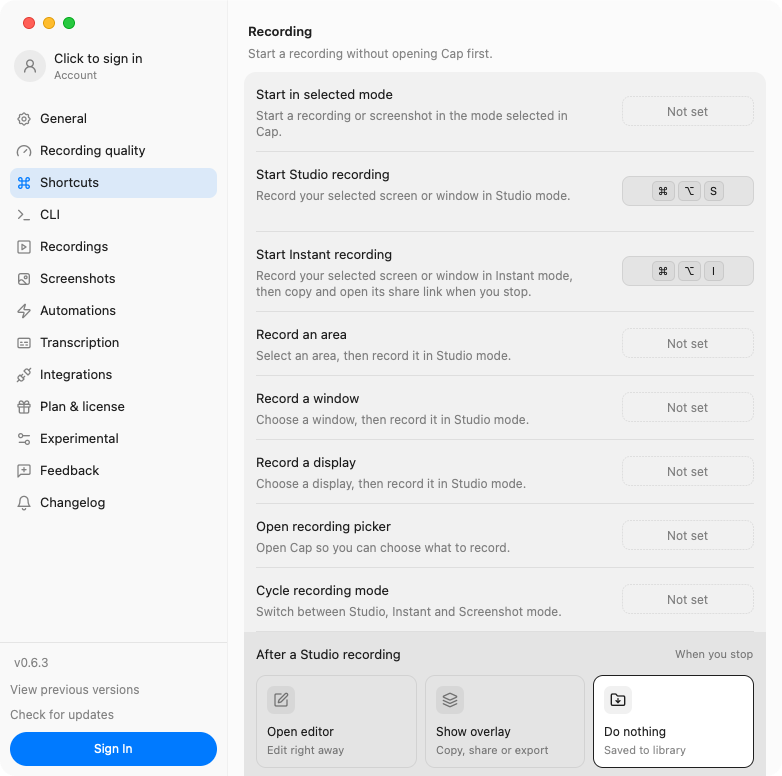 Click to sign in
Account
General
Recording quality
Shortcuts
CLI
Recordings
Screenshots
Automations
Transcription
Integrations
Plan & license
Experimental
Feedback
Changelog
v0.6.3
View previous versions
Check for updates
Sign In
Recording
Start a recording without opening Cap first.
Start in selected mode
Start a recording or screenshot in the mode selected in
Cap.
Not set
Start Studio recording
Record your selected screen or window in Studio mode.
⌘ ⌥ S
Start Instant recording
Record your selected screen or window in Instant mode,
then copy and open its share link when you stop.
⌘ ⌥ I
Record an area
Select an area, then record it in Studio mode.
Not set
Record a window
Choose a window, then record it in Studio mode.
Not set
Record a display
Choose a display, then record it in Studio mode.
Not set
Open recording picker
Open Cap so you can choose what to record.
Not set
Cycle recording mode
Switch between Studio, Instant and Screenshot mode.
Not set
After a Studio recording
When you stop
Open editor
Edit right away
Show overlay
Copy, share or export
Do nothing
Saved to library